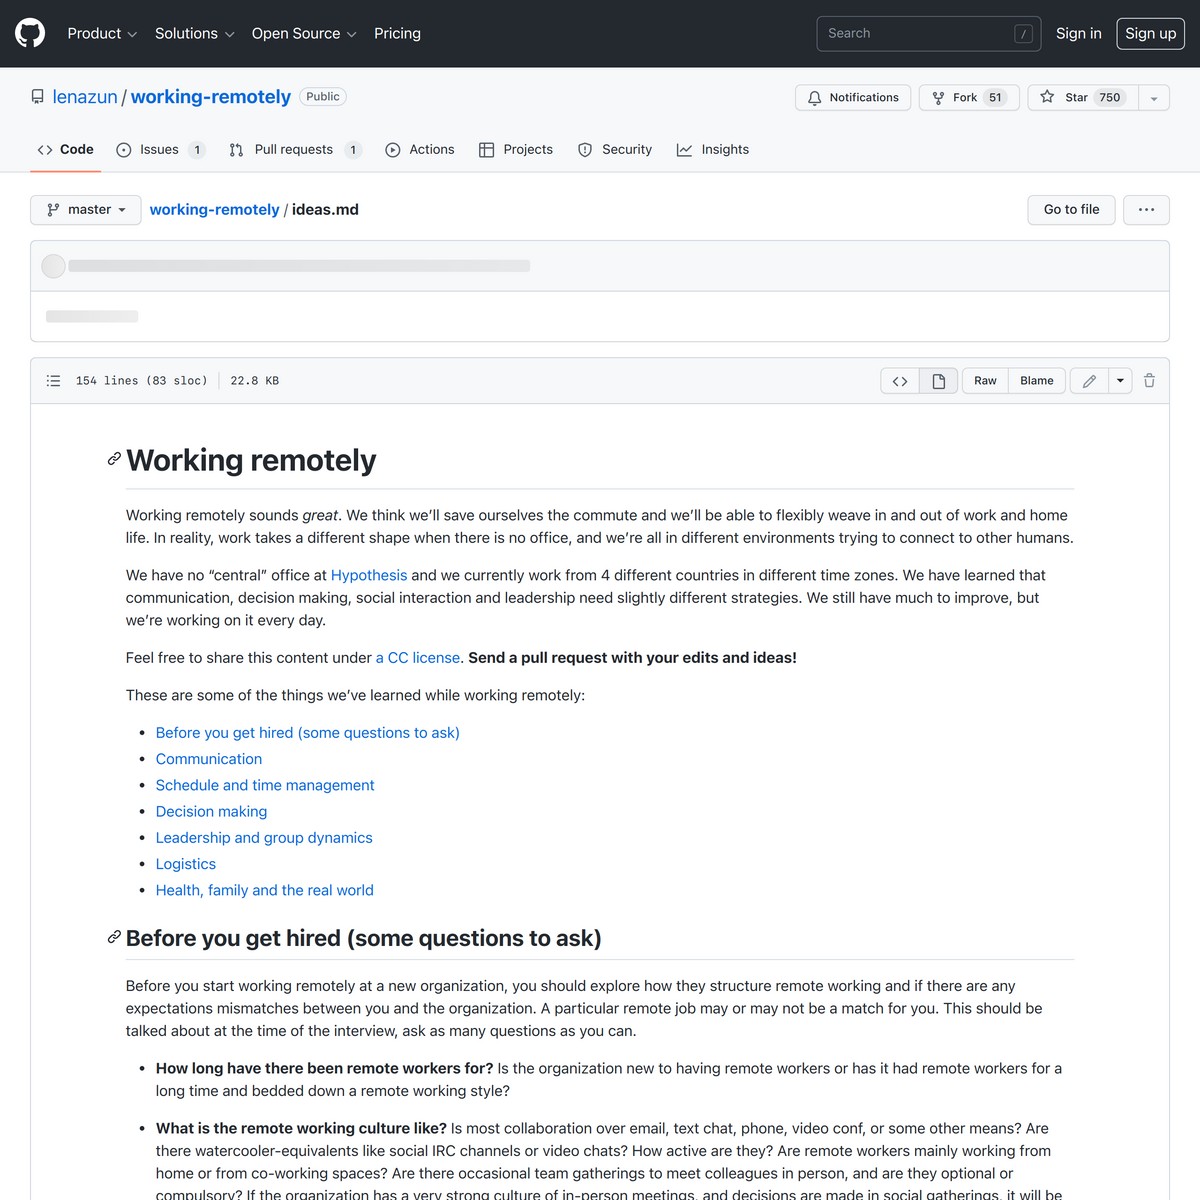 Product Solutions Open Source Pricing Search / Sign in Sign up
lenazun / working-remotely Public Notifications Fork 51 Star 750
Code Issues 1 Pull requests 1 Actions Projects Security Insights
master working-remotely / ideas.md Go to file
154 lines (83 sloc) 22.8 KB Raw Blame
Working remotely
Working remotely sounds great. We think we’ll save ourselves the commute and we’ll be able to flexibly weave in and out of work and home
life. In reality, work takes a different shape when there is no office, and we’re all in different environments trying to connect to other humans.
We have no “central” office at Hypothesis and we currently work from 4 different countries in different time zones. We have learned that
communication, decision making, social interaction and leadership need slightly different strategies. We still have much to improve, but
we’re working on it every day.
Feel free to share this content under a CC license. Send a pull request with your edits and ideas!
These are some of the things we’ve learned while working remotely:
• Before you get hired (some questions to ask)
• Communication
• Schedule and time management
• Decision making
• Leadership and group dynamics
• Logistics
• Health, family and the real world
Before you get hired (some questions to ask)
Before you start working remotely at a new organization, you should explore how they structure remote working and if there are any
expectations mismatches between you and the organization. A particular remote job may or may not be a match for you. This should be
talked about at the time of the interview, ask as many questions as you can.
• How long have there been remote workers for? Is the organization new to having remote workers or has it had remote workers for a
long time and bedded down a remote working style?
• What is the remote working culture like? Is most collaboration over email, text chat, phone, video conf, or some other means? Are
there watercooler-equivalents like social IRC channels or video chats? How active are they? Are remote workers mainly working from
home or from co-working spaces? Are there occasional team gatherings to meet colleagues in person, and are they optional or
compulsory? If the organization has a very strong culture of in-person meetings, and decisions are made in social gatherings, it will be